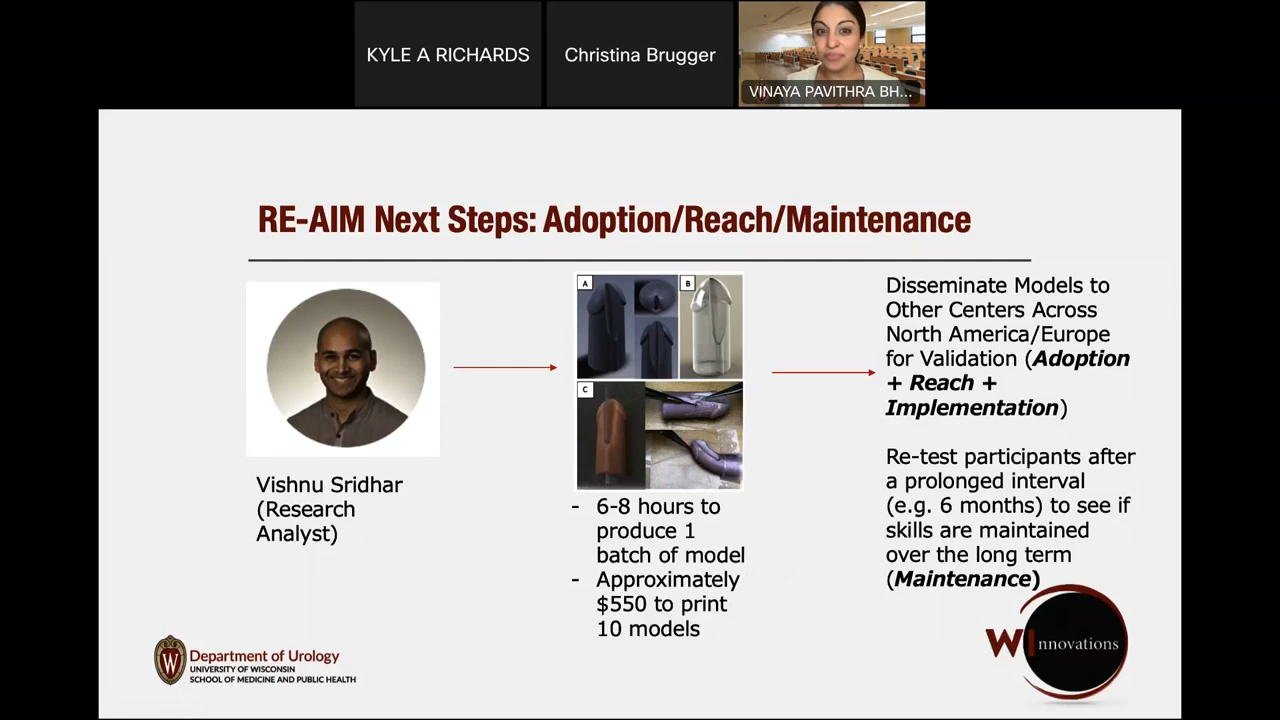 KYLE A RICHARDS
Christina Brugger
VINAYA PAVITHRA BH...
RE-AIM Next Steps: Adoption/Reach/Maintenance
Vishnu Sridhar
(Research
Analyst)
A
B
C
- 6-8 hours to
produce 1
batch of model
- Approximately
$550 to print
10 models
Disseminate Models to
Other Centers Across
North America/Europe
for Validation (Adoption
+ Reach +
Implementation)
Re-test participants after
a prolonged interval
(e.g. 6 months) to see if
skills are maintained
over the long term
(Maintenance)
W
Department of Urology
UNIVERSITY OF WISCONSIN
SCHOOL OF MEDICINE AND PUBLIC HEALTH
WInnovations